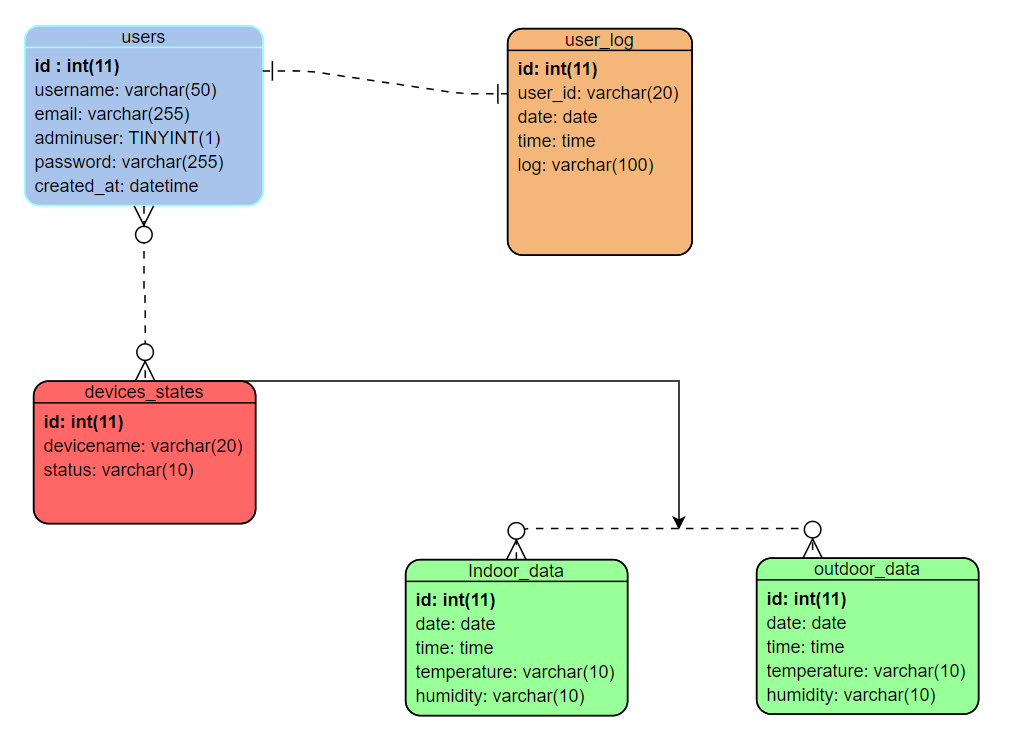 users
id : int(11)
username: varchar(50)
email: varchar(255)
adminuser: TINYINT(1)
password: varchar(255)
created_at: datetime
user_log
id: int(11)
user_id: varchar(20)
date: date
time: time
log: varchar(100)
devices_states
id: int(11)
devicename: varchar(20)
status: varchar(10)
Indoor_data
id: int(11)
date: date
time: time
temperature: varchar(10)
humidity: varchar(10)
outdoor_data
id: int(11)
date: date
time: time
temperature: varchar(10)
humidity: varchar(10)